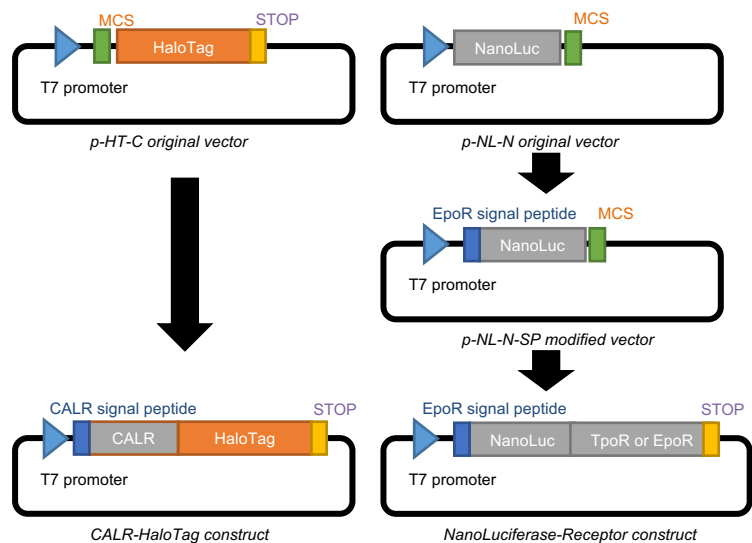 MCS
STOP
HaloTag
T7 promoter
p-HT-C original vector
MCS
NanoLuc
T7 promoter
p-NL-N original vector
EpoR signal peptide
MCS
NanoLuc
T7 promoter
p-NL-N-SP modified vector
CALR signal peptide
STOP
CALR
HaloTag
T7 promoter
CALR-HaloTag construct
EpoR signal peptide
STOP
NanoLuc
TpoR or EpoR
T7 promoter
NanoLuciferase-Receptor construct